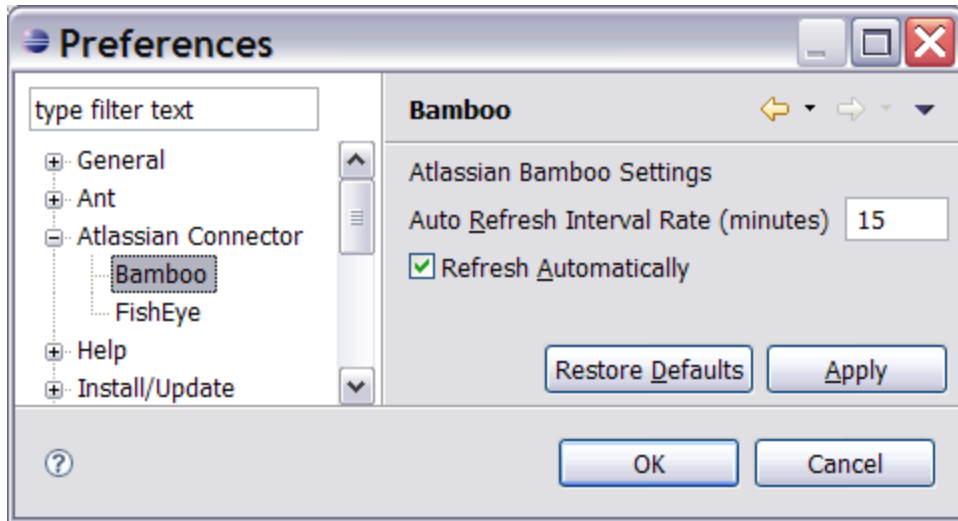 Preferences
type filter text
General
Ant
Atlassian Connector
Bamboo
FishEye
Help
Install/Update
Bamboo
Atlassian Bamboo Settings
Auto Refresh Interval Rate (minutes) 15
Refresh Automatically
Restore Defaults Apply
? OK Cancel